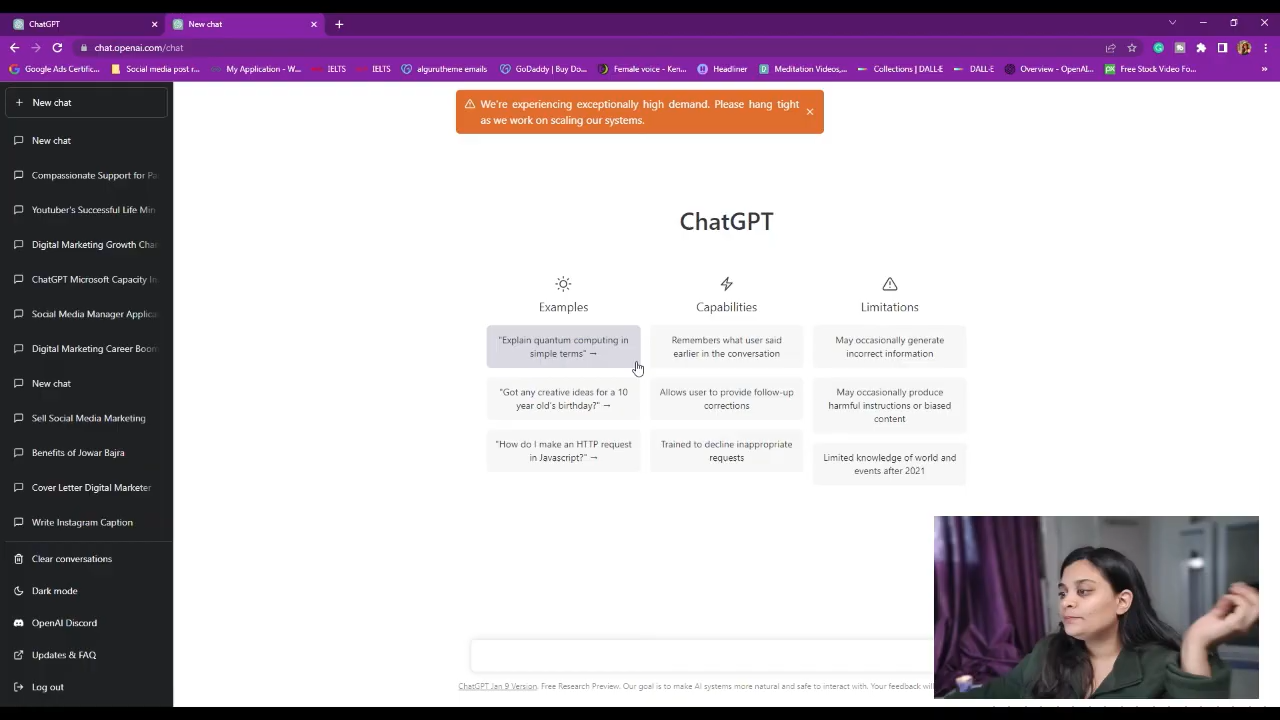 ChatGPT
New chat
chat.openai.com/chat
Google Ads Certific...
Social media post r...
My Application - W...
IELTS
IELTS
algurutheme emails
GoDaddy | Buy Do...
Female voice - Ken...
Headliner
Meditation Videos,...
Collections | DALL·E
DALL·E
Overview - OpenAI...
Free Stock Video Fo...
New chat
New chat
Compassionate Support for Pa
Youtuber's Successful Life Min
Digital Marketing Growth Cha
ChatGPT Microsoft Capacity In
Social Media Manager Applica
Digital Marketing Career Boom
New chat
Sell Social Media Marketing
Benefits of Jowar Bajra
Cover Letter Digital Marketer
Write Instagram Caption
Clear conversations
Dark mode
OpenAI Discord
Updates & FAQ
Log out
We're experiencing exceptionally high demand. Please hang tight
as we work on scaling our systems.
ChatGPT
Examples
"Explain quantum computing in
simple terms" →
"Got any creative ideas for a 10
year old's birthday?" →
"How do I make an HTTP request
in Javascript?" →
Capabilities
Remembers what user said
earlier in the conversation
Allows user to provide follow-up
corrections
Trained to decline inappropriate
requests
Limitations
May occasionally generate
incorrect information
May occasionally produce
harmful instructions or biased
content
Limited knowledge of world and
events after 2021
ChatGPT Jan 9 Version. Free Research Preview. Our goal is to make AI systems more natural and safe to interact with. Your feedback will